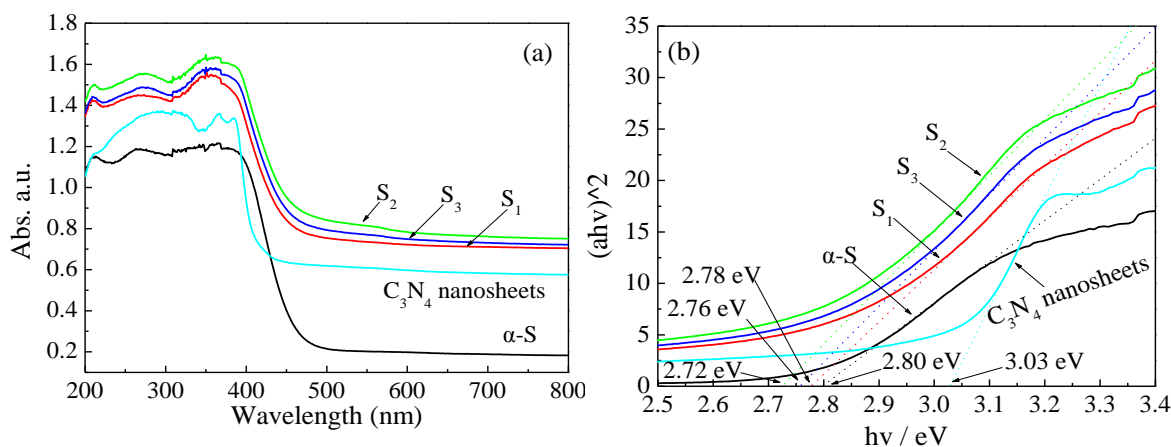 (a)
1.8
1.6
1.4
1.2
1.0
0.8
0.6
0.4
0.2
Abs. a.u.
S₂
S₃
S₁
C₃N₄ nanosheets
α-S
200 300 400 500 600 700 800
Wavelength (nm)
(b)
35
30
25
20
15
10
5
0
(ahv)^2
S₂
S₃
S₁
α-S
C₃N₄ nanosheets
2.78 eV
2.76 eV
2.72 eV
2.80 eV
3.03 eV
2.5 2.6 2.7 2.8 2.9 3.0 3.1 3.2 3.3 3.4
hv / eV